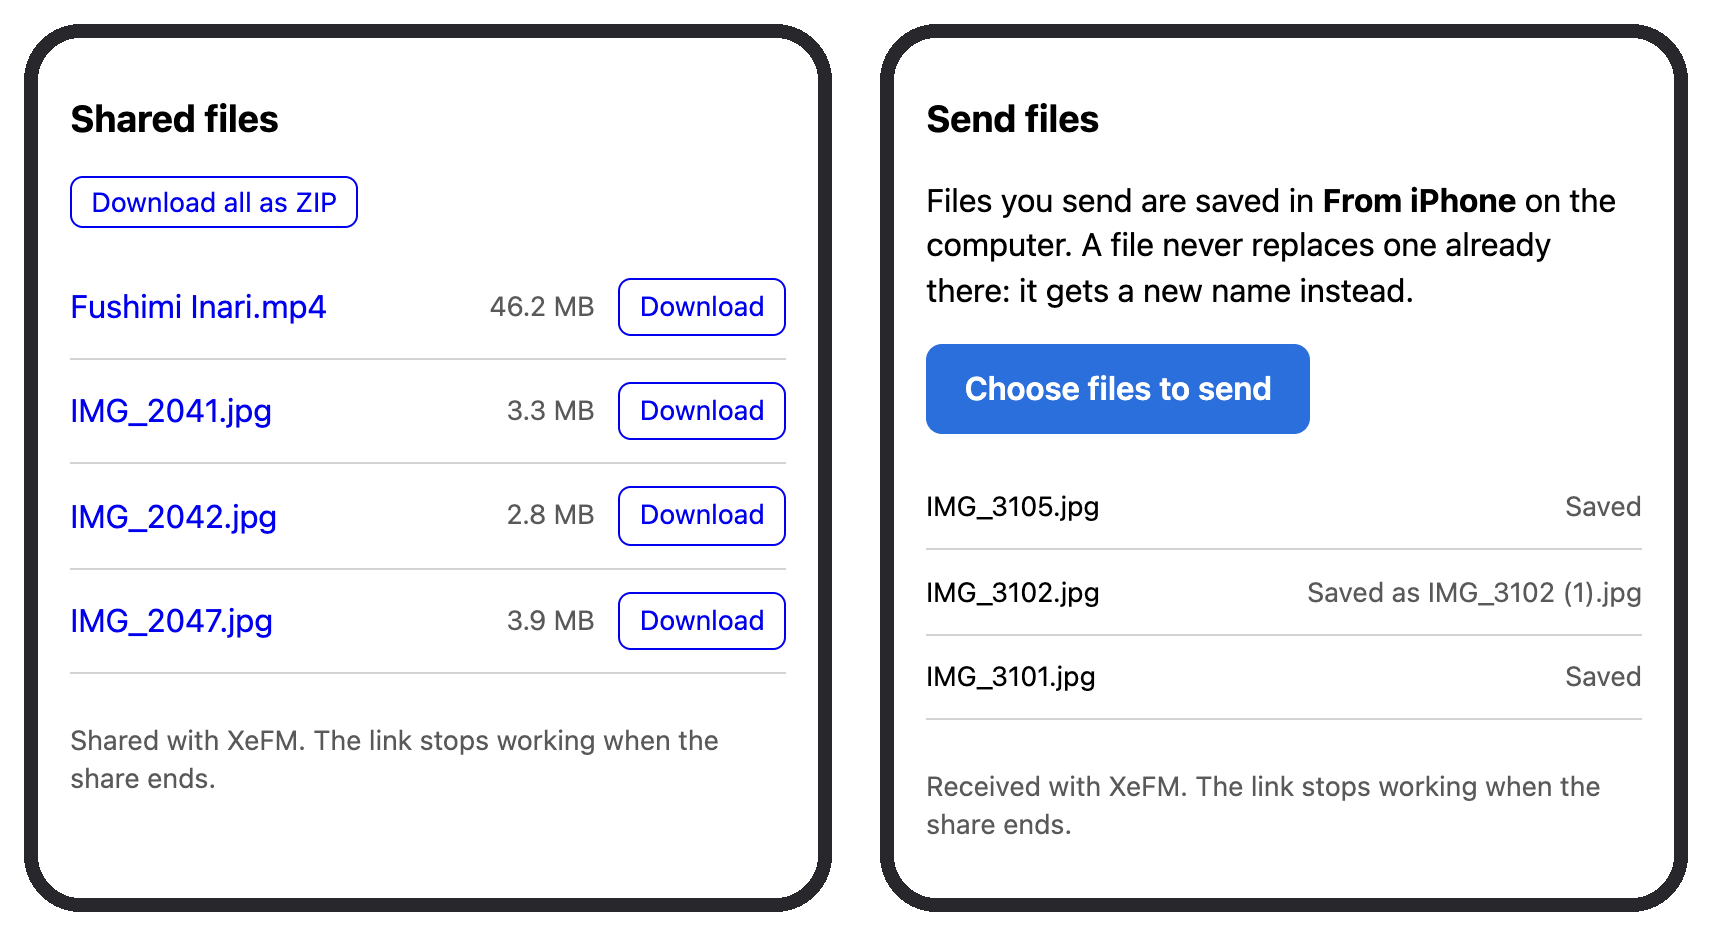 Shared files
Download all as ZIP
Fushimi Inari.mp4 46.2 MB Download
IMG_2041.jpg 3.3 MB Download
IMG_2042.jpg 2.8 MB Download
IMG_2047.jpg 3.9 MB Download
Shared with XeFM. The link stops working when the
share ends.
Send files
Files you send are saved in From iPhone on the
computer. A file never replaces one already
there: it gets a new name instead.
Choose files to send
IMG_3105.jpg Saved
IMG_3102.jpg Saved as IMG_3102 (1).jpg
IMG_3101.jpg Saved
Received with XeFM. The link stops working when the
share ends.